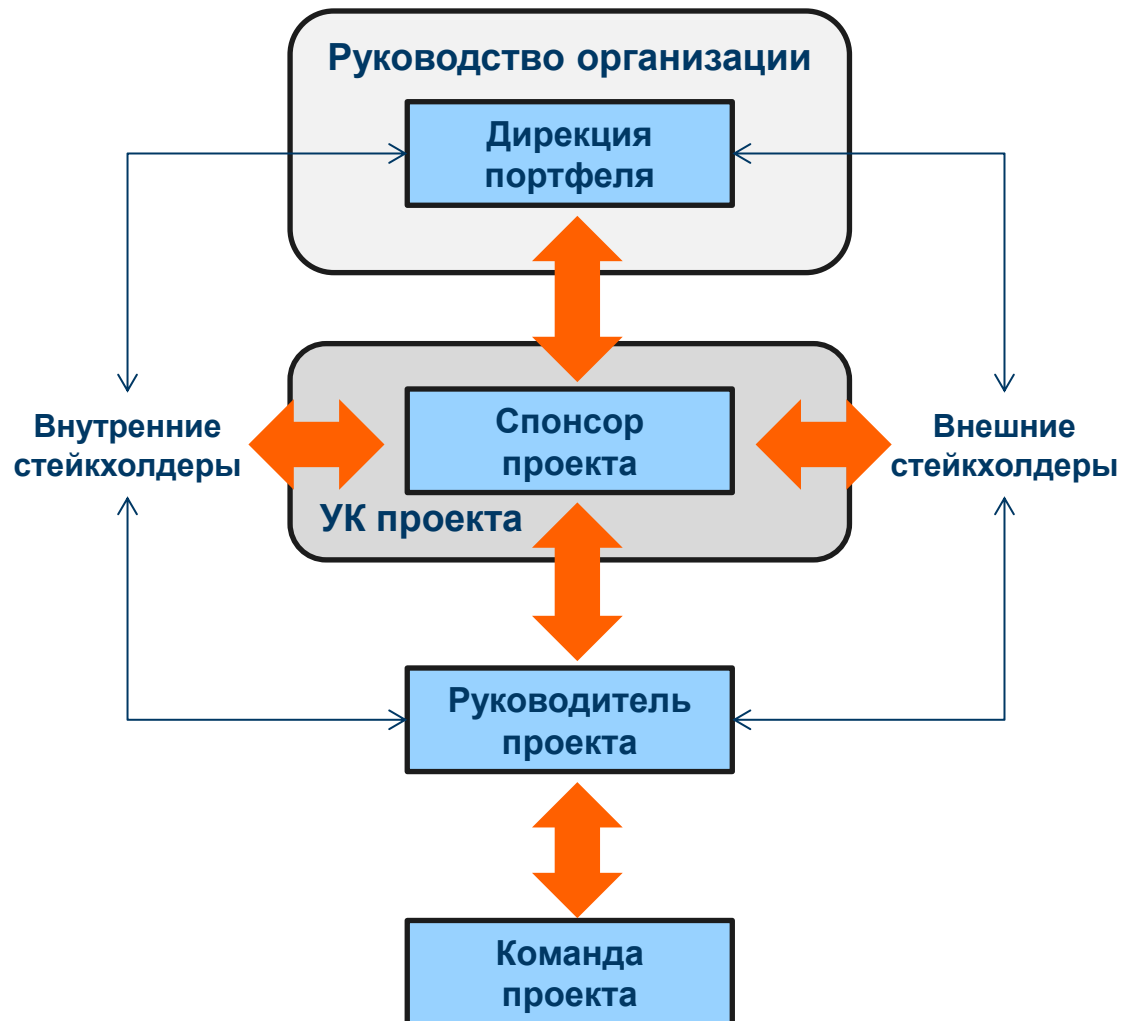 Руководство организации
Дирекция
портфеля
Внутренние
стейкхолдеры
Спонсор
проекта
Внешние
стейкхолдеры
УК проекта
Руководитель
проекта
Команда
проекта